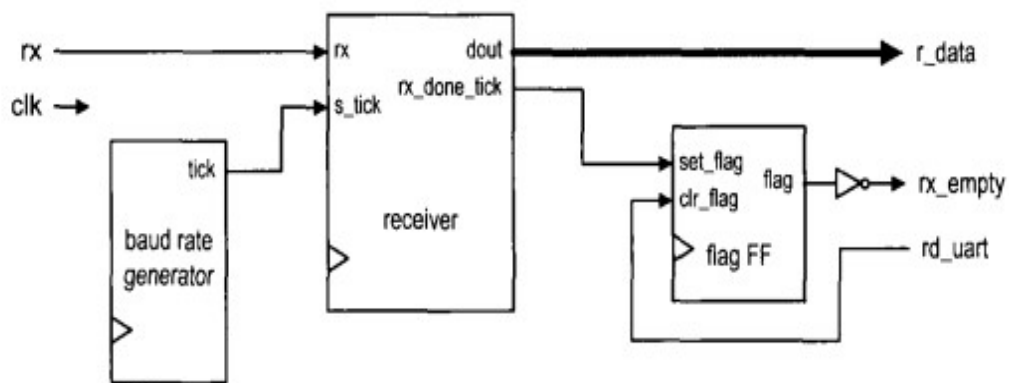 rx
clk
rx
s_tick
dout
rx_done_tick
receiver
r_data
tick
baud rate
generator
set_flag
clr_flag
flag
flag FF
rx_empty
rd_uart